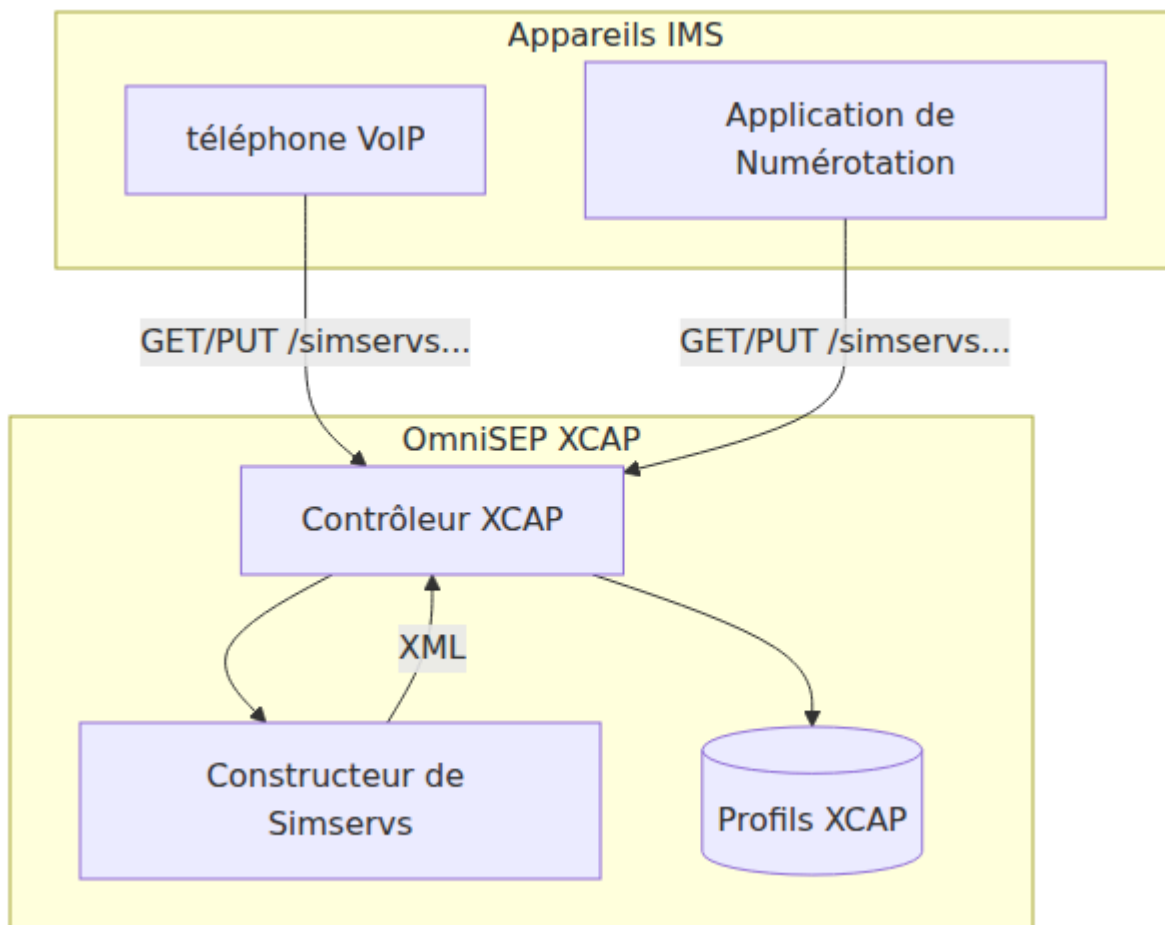 Appareils IMS
téléphone VoIP
Application de
Numérotation
GET/PUT /simservs...
GET/PUT /simservs...
OmniSEP XCAP
Contrôleur XCAP
XML
Constructeur de
Simservs
Profils XCAP